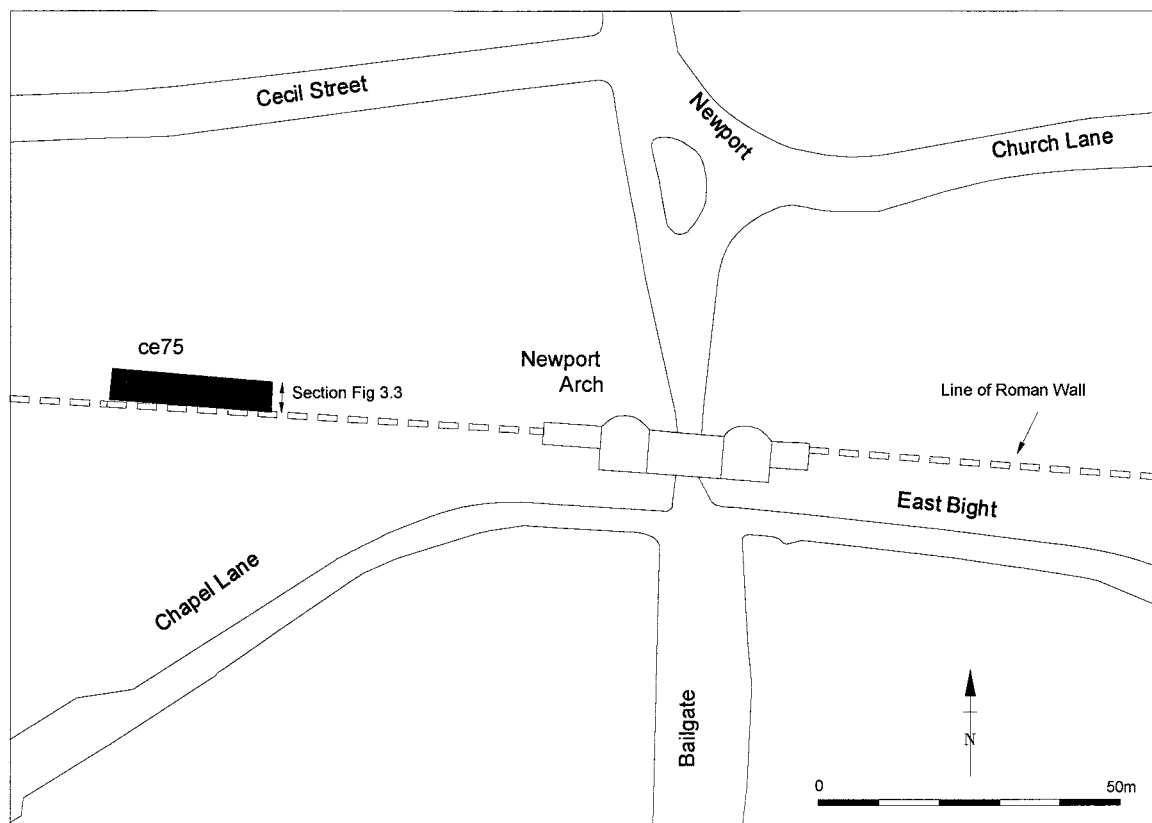 Cecil Street
Newport
Church Lane
ce75
Section Fig 3.3
Newport
Arch
Line of Roman Wall
East Bight
Chapel Lane
Bailgate
N
0
50m